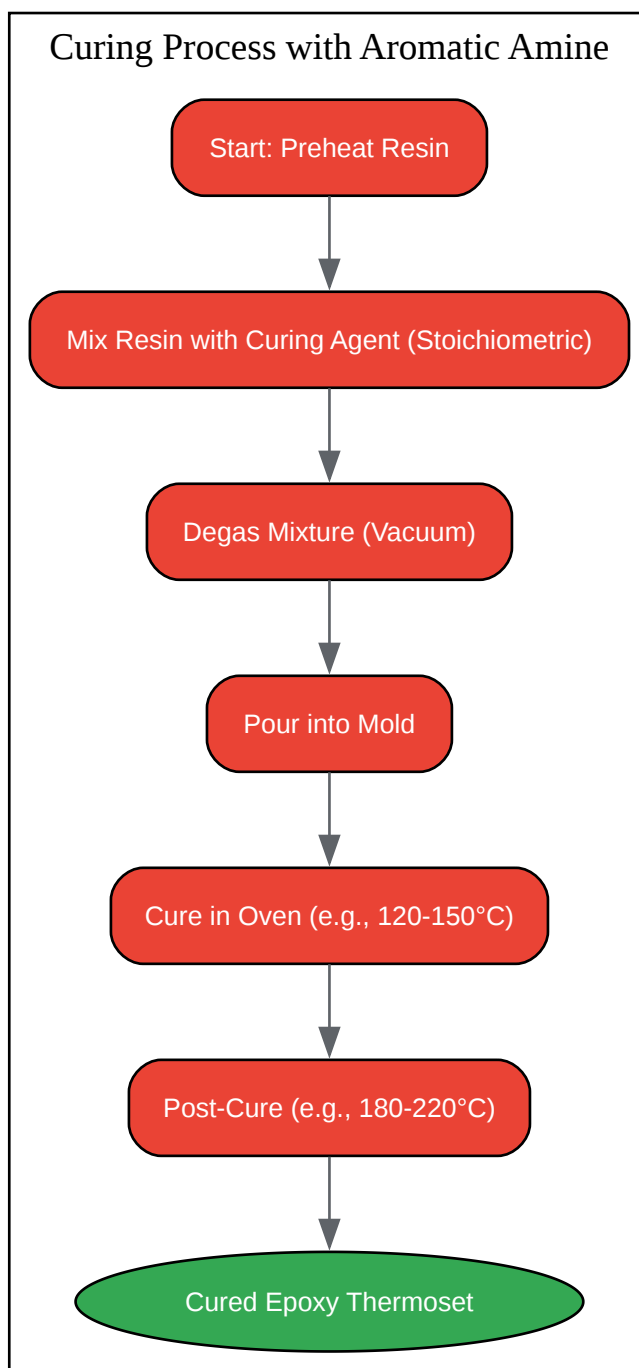 Curing Process with Aromatic Amine
Start: Preheat Resin
Mix Resin with Curing Agent (Stoichiometric)
Degas Mixture (Vacuum)
Pour into Mold
Cure in Oven (e.g., 120-150°C)
Post-Cure (e.g., 180-220°C)
Cured Epoxy Thermoset